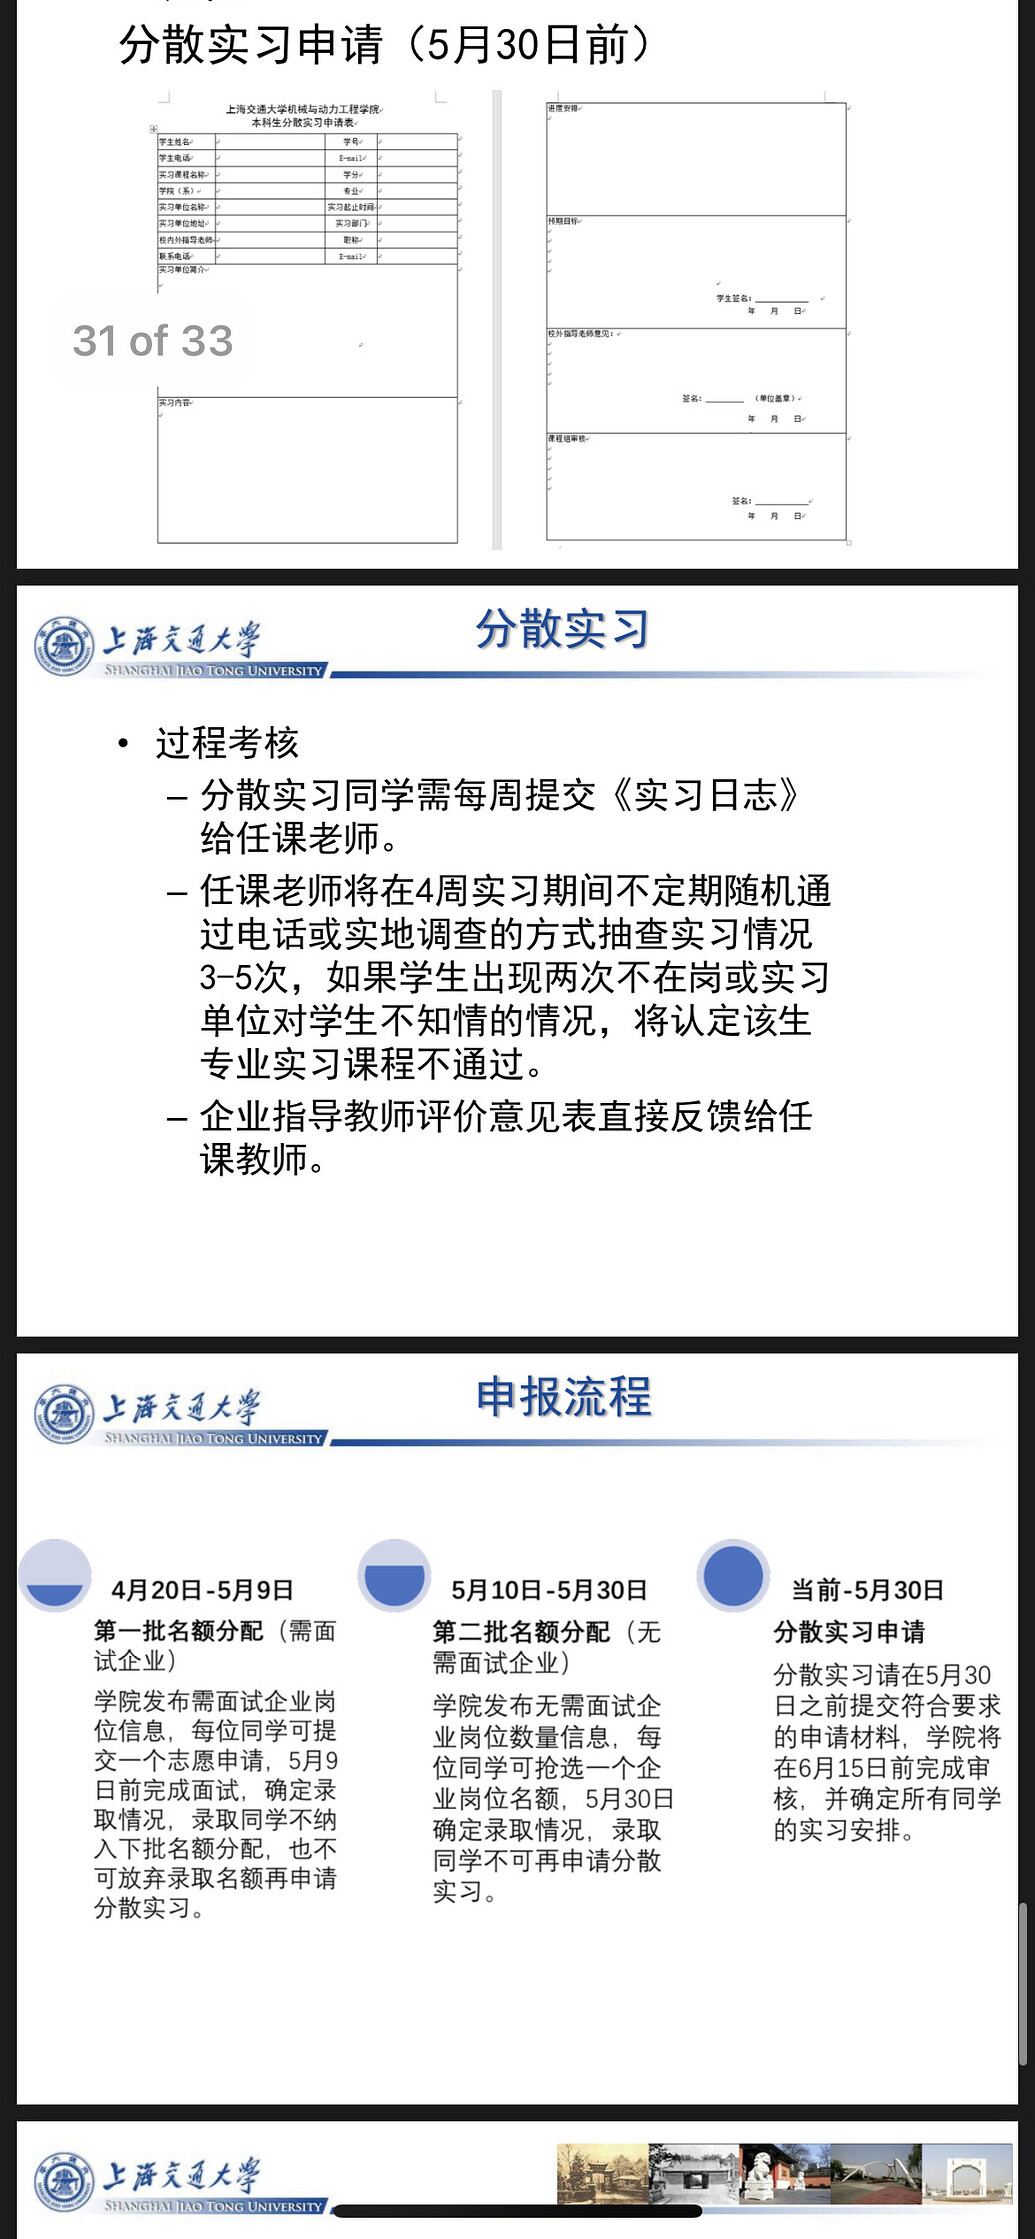 分散实习申请（5月30日前）
上海交通大学机械与动力工程学院
本科生分散实习申请表
学生姓名 学号
学生电话 E-mail
实习课程名称 学分
学院（系） 专业
实习单位名称 实习起止时间
实习单位地址 实习部门
校内外指导老师 职称
联系电话 E-mail
实习单位简介
31 of 33
实习内容
进度安排
预期目标
学生签名：
年 月 日
校外指导老师意见：
签名： （单位盖章）
年 月 日
课程组审核
签名：
年 月 日
上海交通大学
SHANGHAI JIAO TONG UNIVERSITY
分散实习
• 过程考核
– 分散实习同学需每周提交《实习日志》
给任课老师。
– 任课老师将在4周实习期间不定期随机通
过电话或实地调查的方式抽查实习情况
3-5次，如果学生出现两次不在岗或实习
单位对学生不知情的情况，将认定该生
专业实习课程不通过。
– 企业指导教师评价意见表直接反馈给任
课教师。
上海交通大学
SHANGHAI JIAO TONG UNIVERSITY
申报流程
4月20日-5月9日
第一批名额分配（需面
试企业）
学院发布需面试企业岗
位信息，每位同学可提
交一个志愿申请，5月9
日前完成面试，确定录
取情况，录取同学不纳
入下批名额分配，也不
可放弃录取名额再申请
分散实习。
5月10日-5月30日
第二批名额分配（无
需面试企业）
学院发布无需面试企
业岗位数量信息，每
位同学可抢选一个企
业岗位名额，5月30日
确定录取情况，录取
同学不可再申请分散
实习。
当前-5月30日
分散实习申请
分散实习请在5月30
日之前提交符合要求
的申请材料，学院将
在6月15日前完成审
核，并确定所有同学
的实习安排。
上海交通大学
SHANGHAI JIAO TONG UNIVERSITY